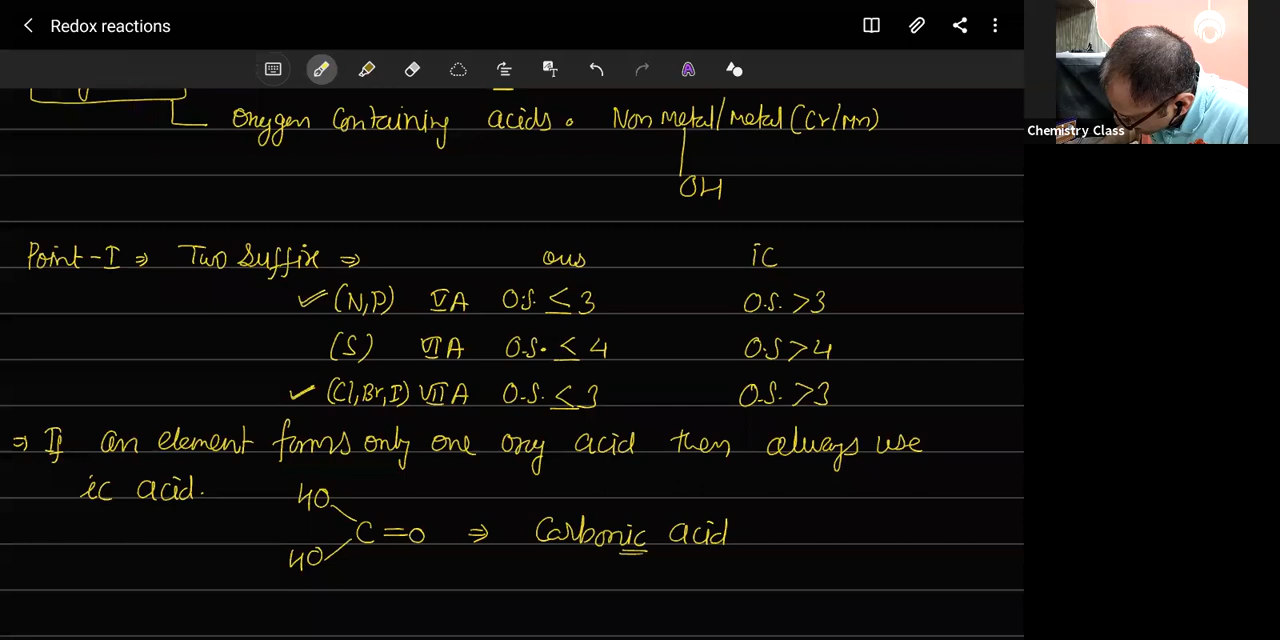 Redox reactions
Chemistry Class
Oxygen Containing acids. Non Metal/Metal (Cr/Mn)
OH
Point-I ⇒ Two Suffix ⇒ ous ic
✓ (N,P) VA O.S. ≤ 3 O.S. > 3
(S) VIA O.S. ≤ 4 O.S > 4
✓ (Cl,Br,I) VIIA O.S. ≤ 3 O.S. > 3
⇒ If an element forms only one oxy acid then always use
ic acid.
HO
C=O ⇒ Carbonic acid
HO